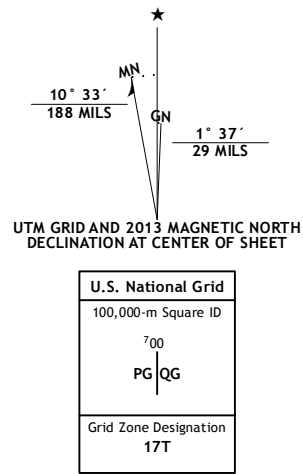 ★
MN
10° 33´
188 MILS
GN
1° 37´
29 MILS
UTM GRID AND 2013 MAGNETIC NORTH
DECLINATION AT CENTER OF SHEET
U.S. National Grid
100,000-m Square ID
⁷00
PG QG
Grid Zone Designation
17T